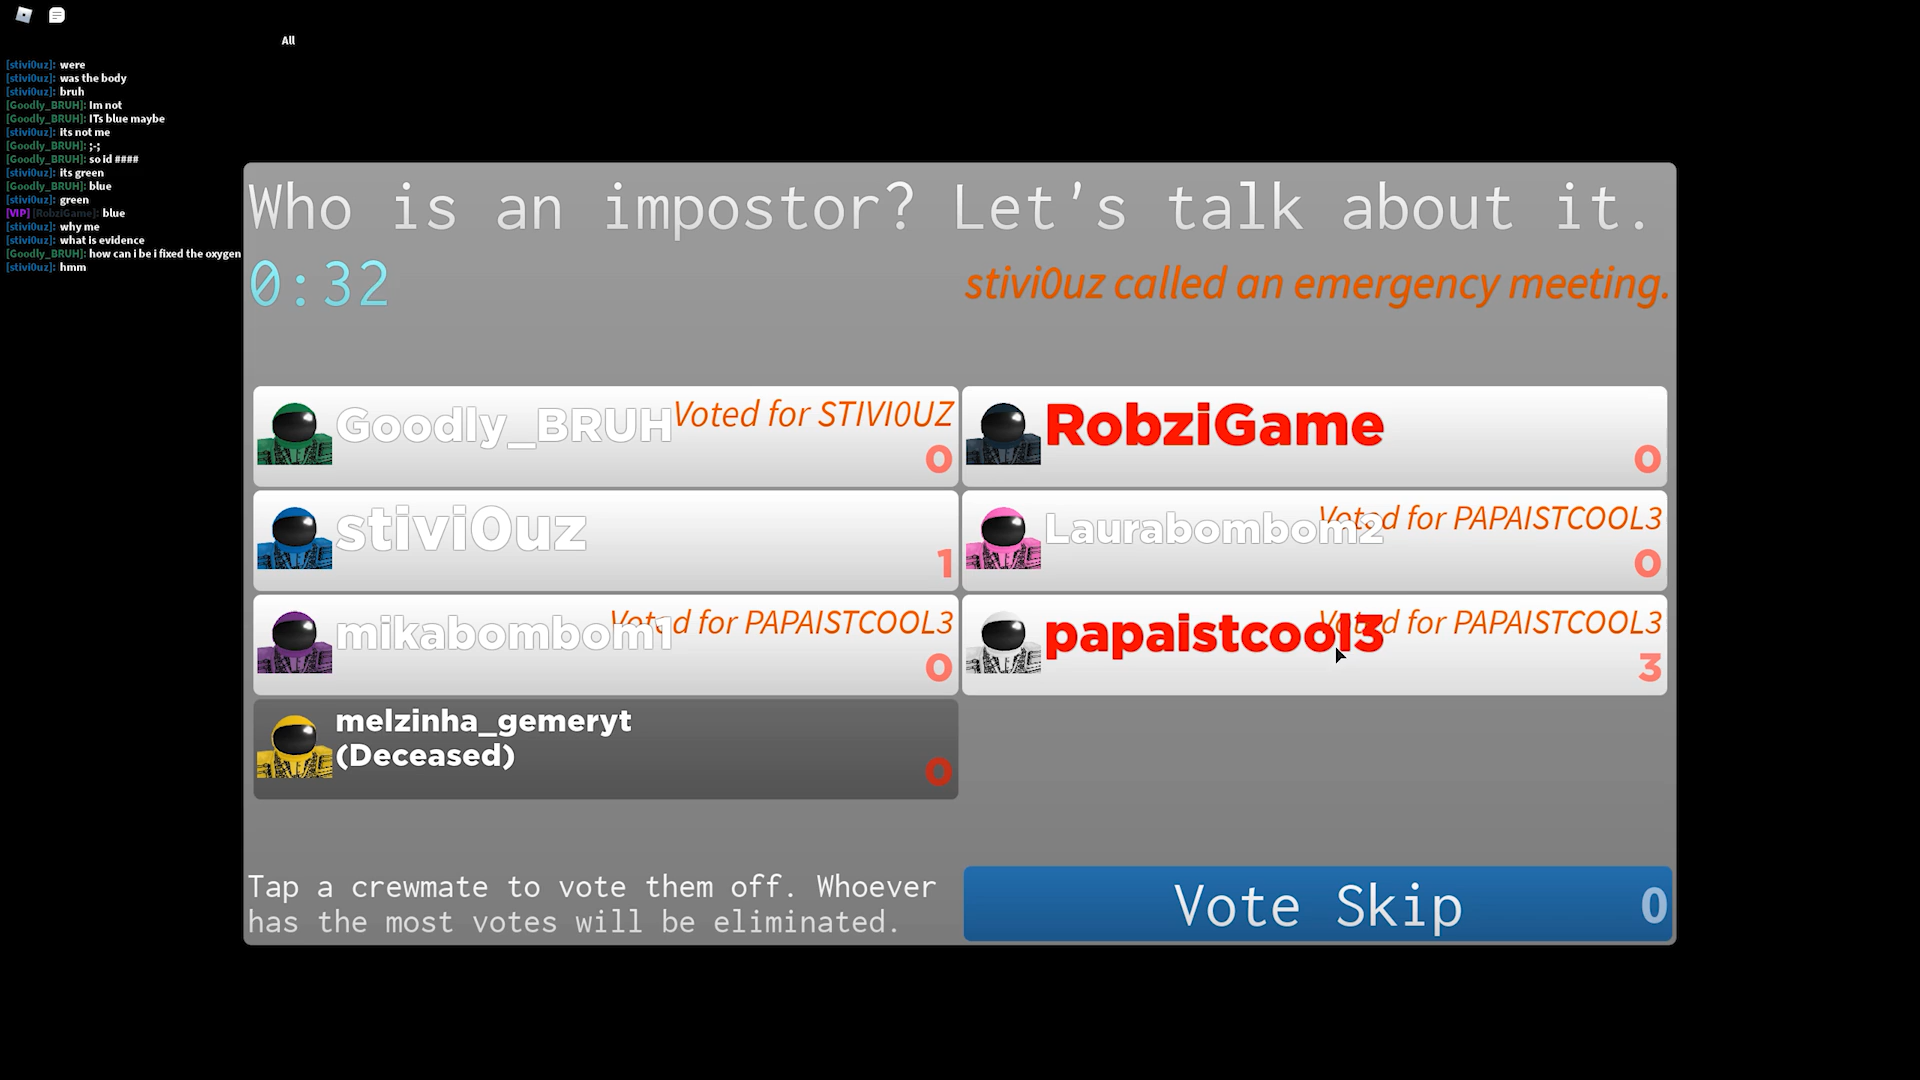 All
[stivi0uz]: were
[stivi0uz]: was the body
[stivi0uz]: bruh
[Goodly_BRUH]: Im not
[Goodly_BRUH]: ITs blue maybe
[stivi0uz]: its not me
[Goodly_BRUH]: ;-;
[Goodly_BRUH]: so id ####
[stivi0uz]: its green
[Goodly_BRUH]: blue
[stivi0uz]: green
[VIP] [RobziGame]: blue
[stivi0uz]: why me
[stivi0uz]: what is evidence
[Goodly_BRUH]: how can i be i fixed the oxygen
[stivi0uz]: hmm
Who is an impostor? Let's talk about it.
0:32
stivi0uz called an emergency meeting.
Goodly_BRUH
Voted for STIVI0UZ
0
RobziGame
0
stivi0uz
1
Laurabombom2
Voted for PAPAISTCOOL3
0
mikabombom1
Voted for PAPAISTCOOL3
0
papaistcool3
Voted for PAPAISTCOOL3
3
melzinha_gemeryt
(Deceased)
0
Tap a crewmate to vote them off. Whoever
has the most votes will be eliminated.
Vote Skip
0